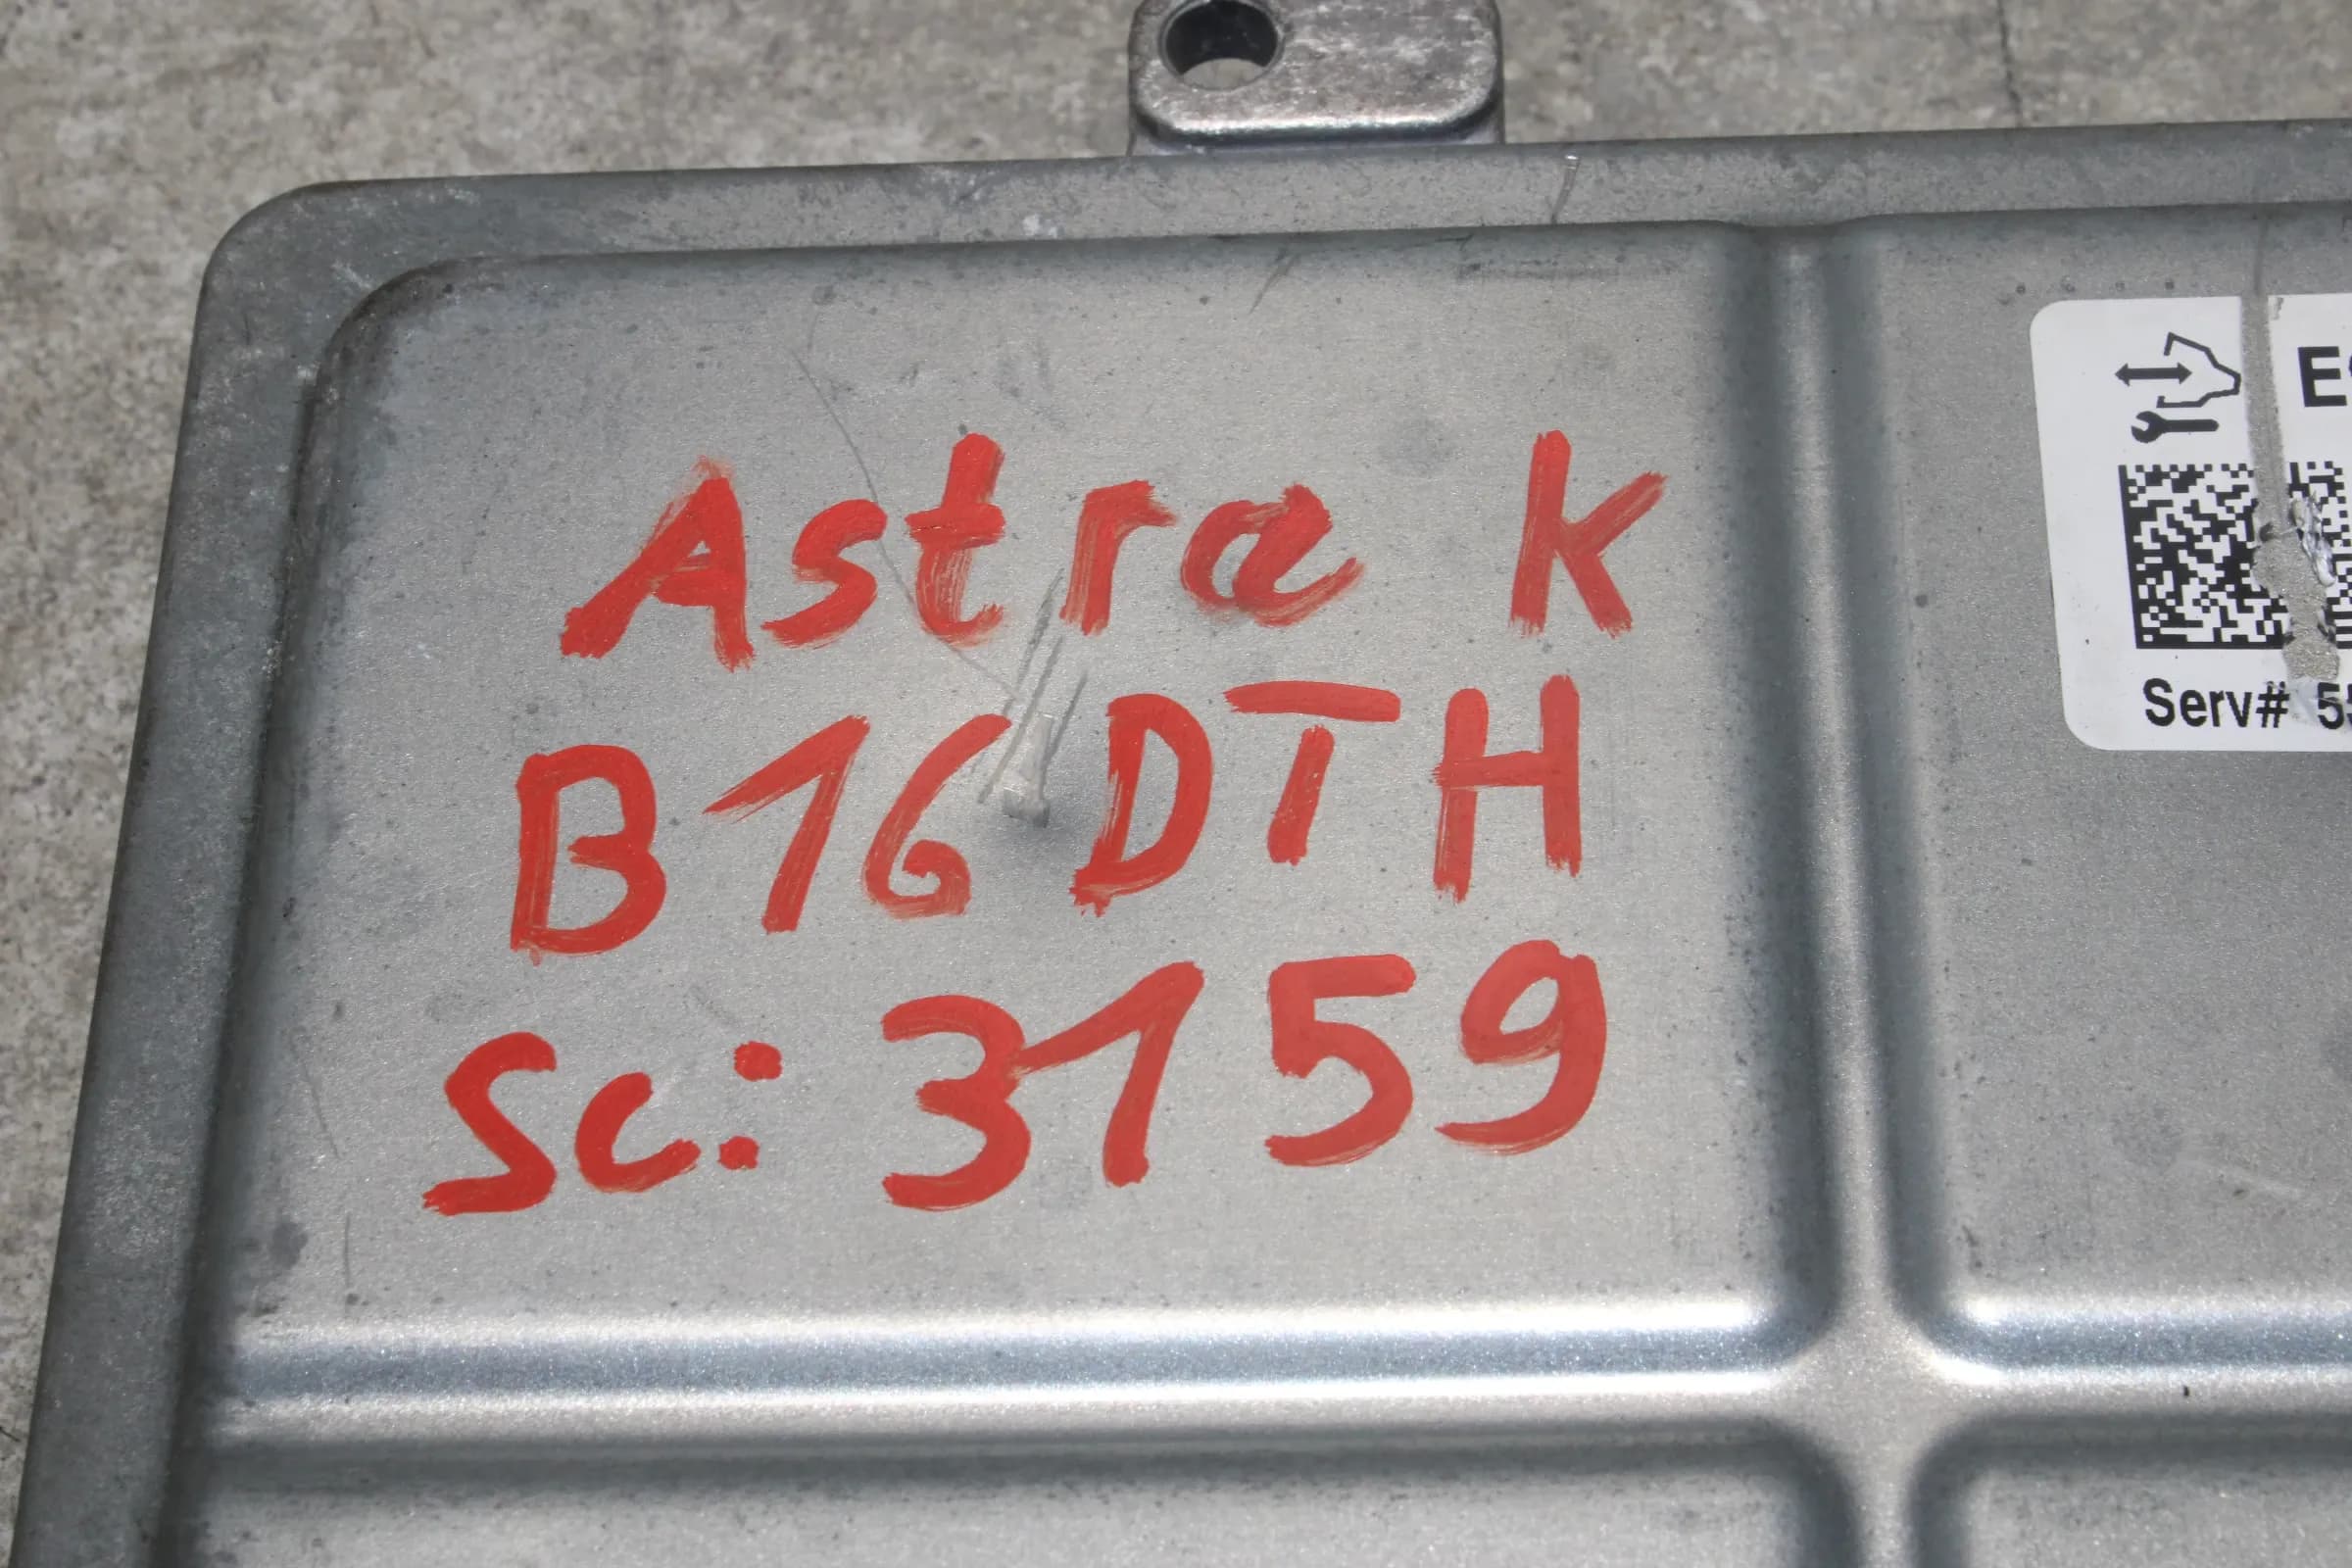 Astra K
B16DTH
Sc: 3159
Serv#